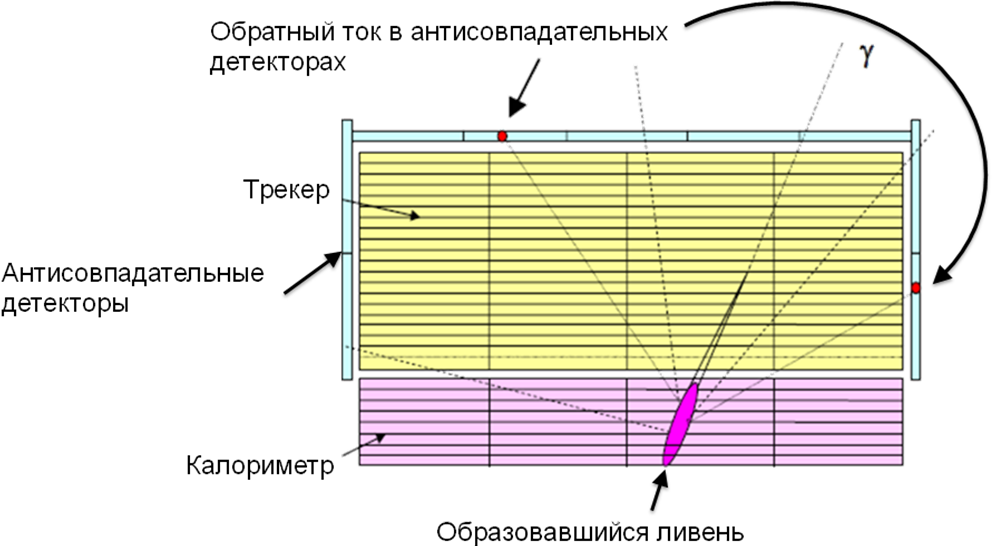 Обратный ток в антисовпадательных
детекторах
γ
Трекер
Антисовпадательные
детекторы
Калориметр
Образовавшийся ливень